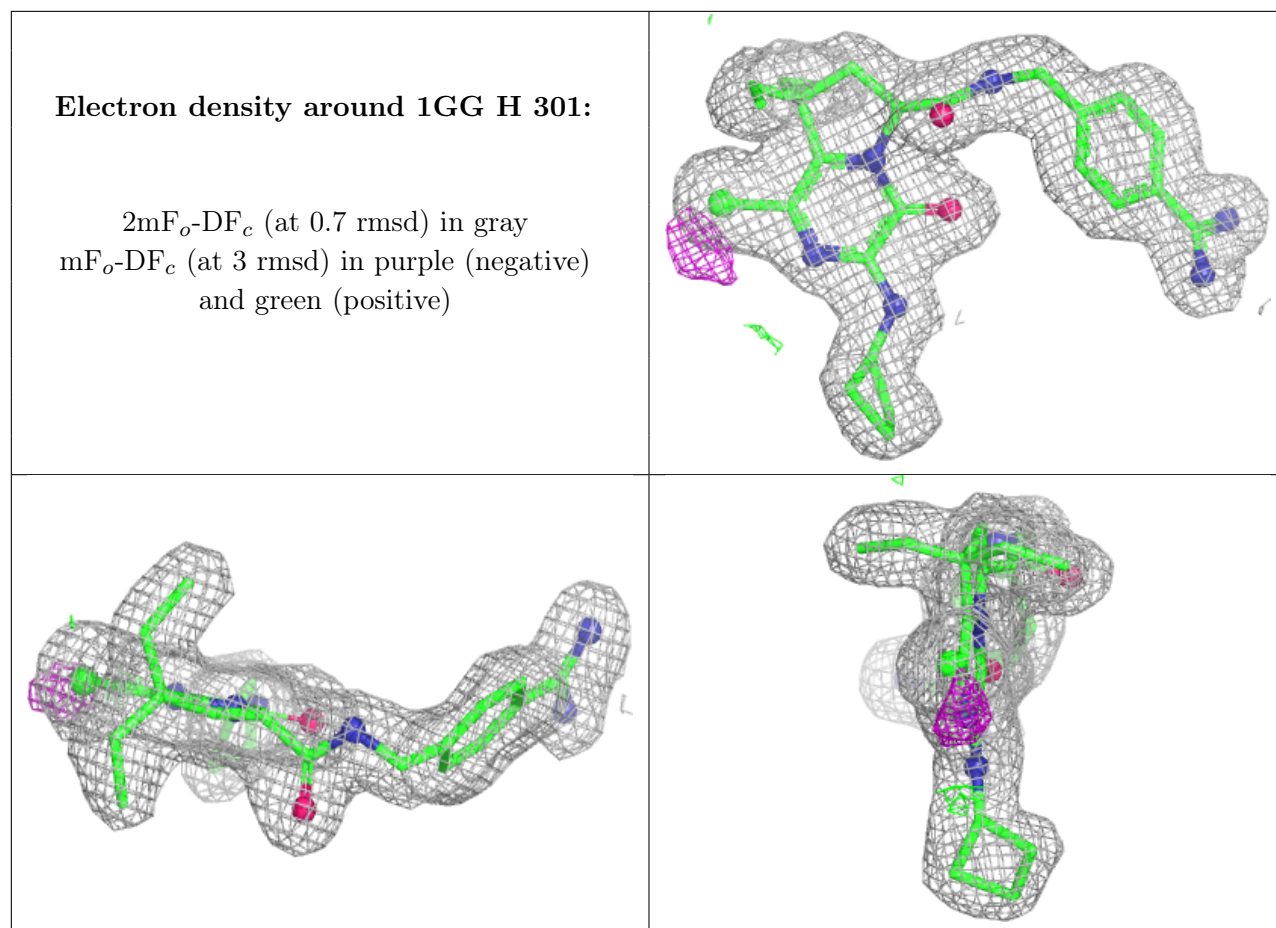 Electron density around 1GG H 301:
2mFo-DFc (at 0.7 rmsd) in gray
mFo-DFc (at 3 rmsd) in purple (negative)
and green (positive)